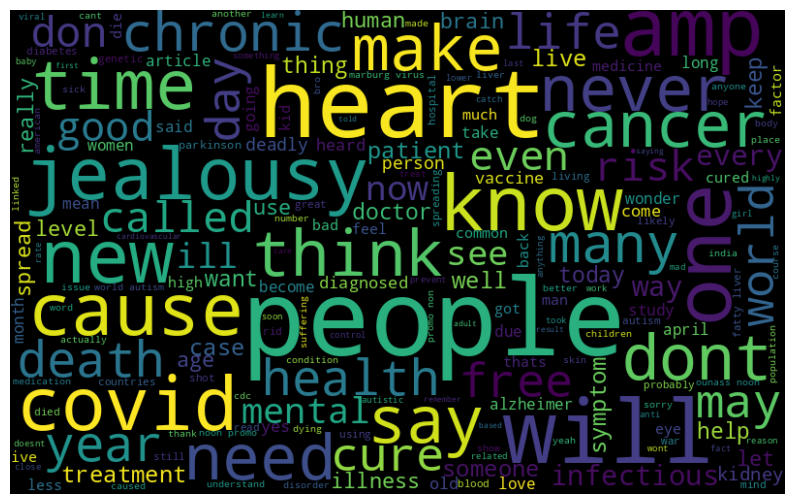 cant another learn
viral made something
don chronic make human brain life amp
die
diabetes first genetic article
baby
time day thing live never medicine long keep factor
heart cancer
really sick bro marburg virus lower liver last catch anyone hope body
american good said going kid told hospital much dog place saying
women parkinson deadly heard patient even take risk every cured
jealousy person vaccine living
linked mean great now spreading know wonder come likely highly girl one world
spread level called use bad doctor feel common back many
rate cardiovascular number treat
new ill think see anything mad india course
issue world autism high want become diagnosed well today way
month word suffering man study better work fatty liver
actually rid soon prevent promo non got due autism april population
cause people took children
death case age control adult result skin thats dont
medication countries shot condition health free probably ounass noon
covid died cdc autistic remember alzheimer symptom sorry anti may
doesnt thank noon promo yes read dying mental say based yeah eye war reason
ive year still using need cure show related someone will wont fact help let
close treatment illness old love infectious kidney
less caused understand disorder blood mind